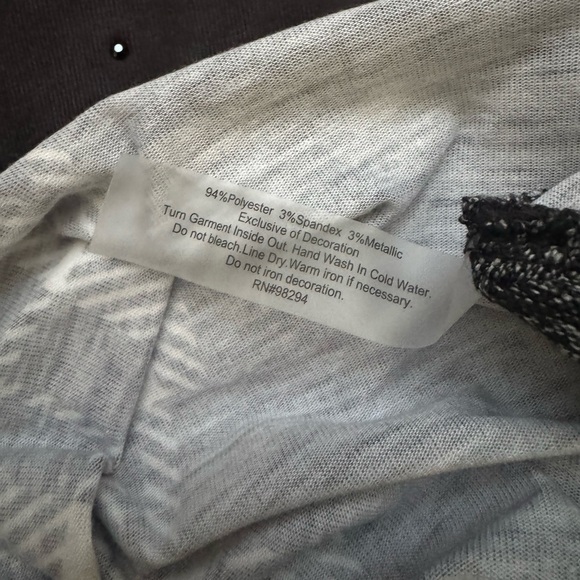 94%Polyester 3%Spandex 3%Metallic
Exclusive of Decoration
Turn Garment Inside Out. Hand Wash In Cold Water.
Do not bleach.Line Dry.Warm iron if necessary.
Do not iron decoration.
RN#98294